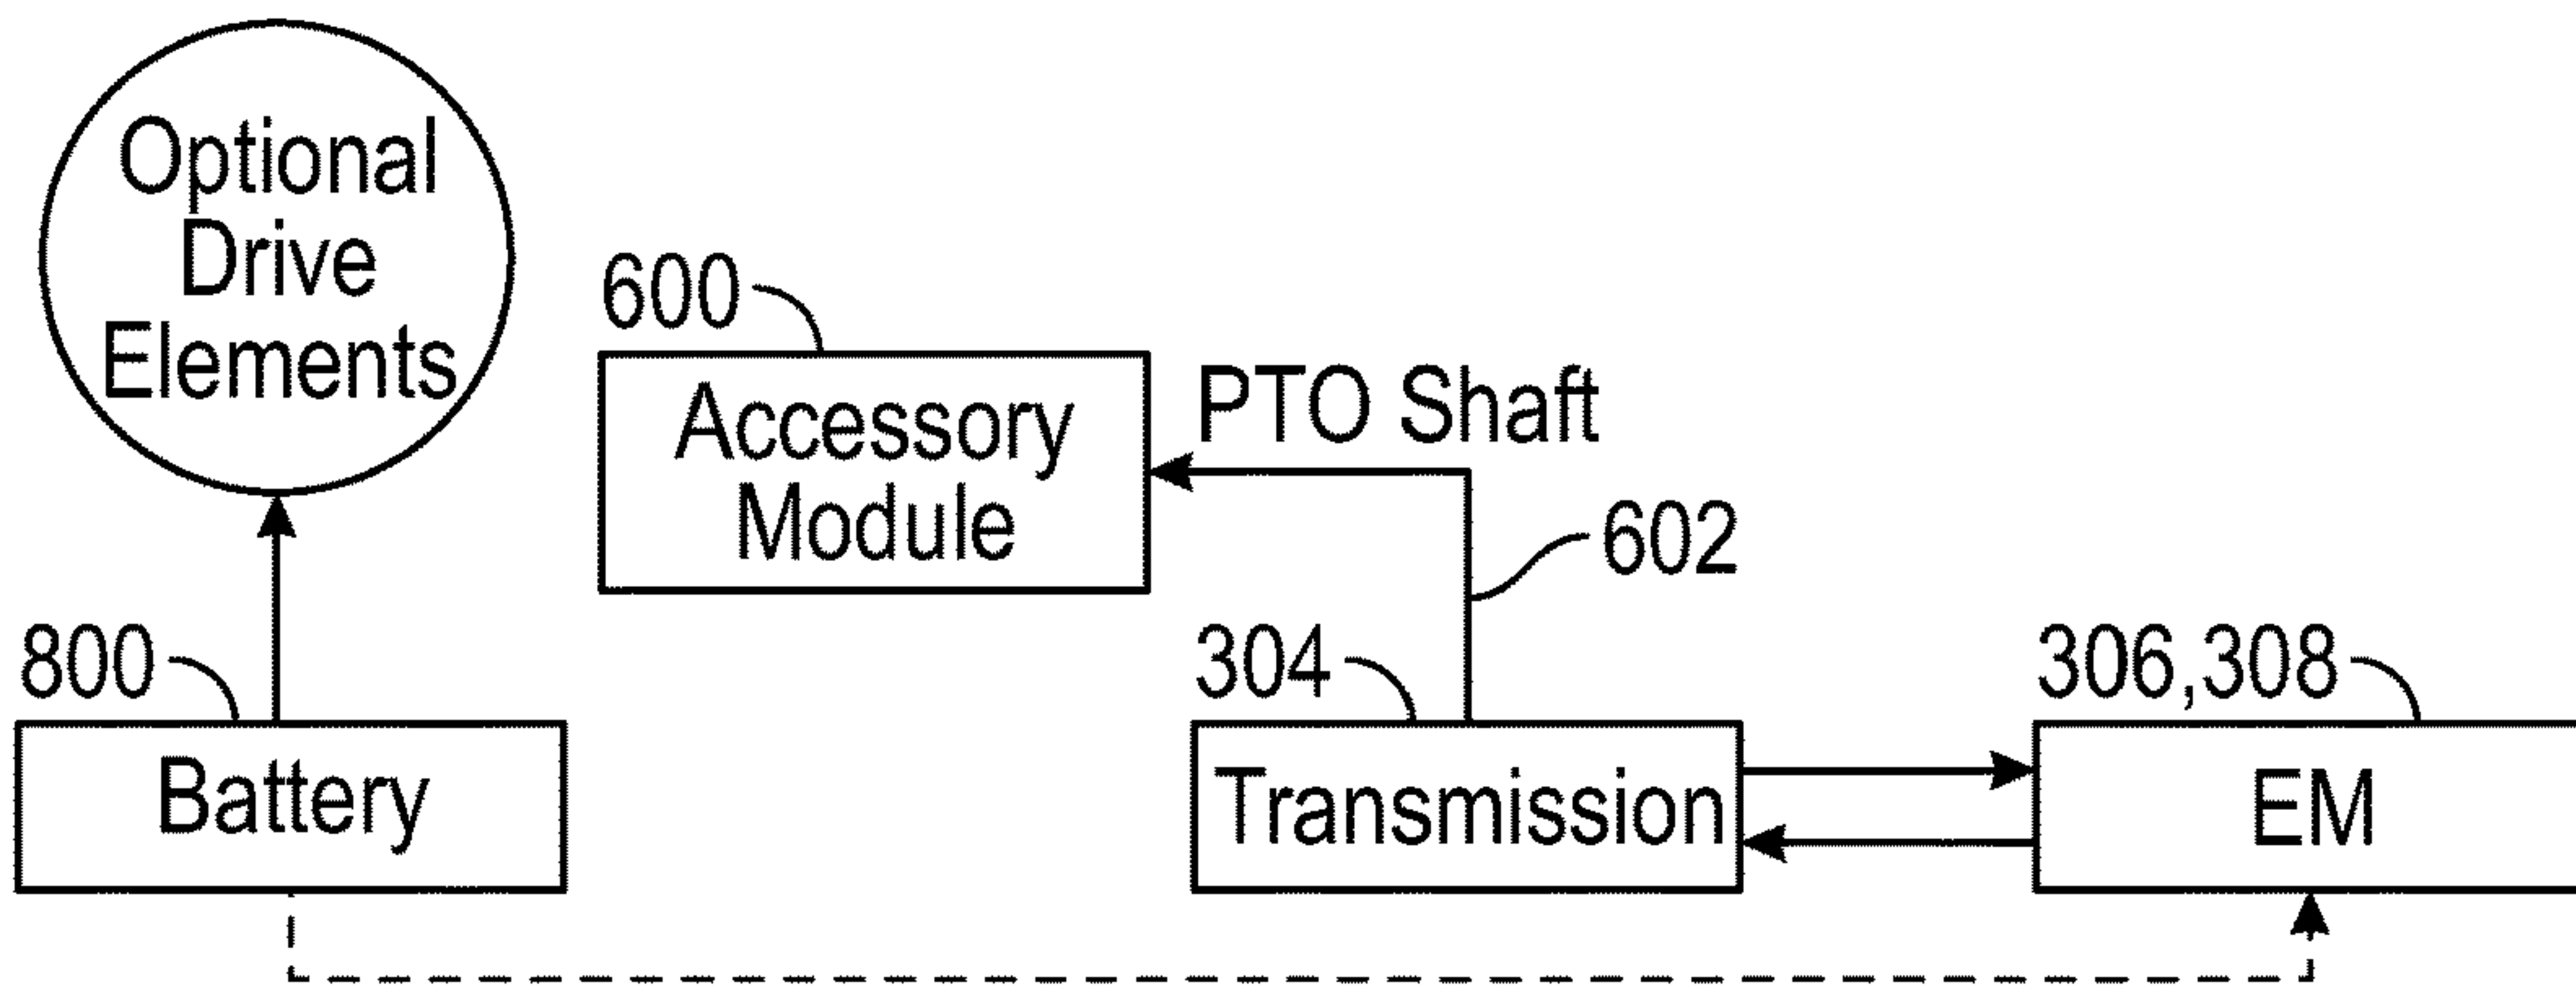 Optional
Drive
Elements
600
Accessory
Module
PTO Shaft
602
800
Battery
304
Transmission
306,308
EM